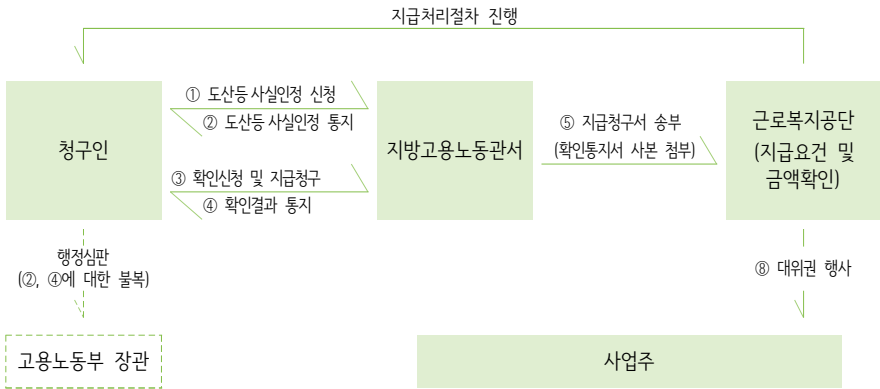 지급처리절차 진행
① 도산등 사실인정 신청
② 도산등 사실인정 통지
청구인
③ 확인신청 및 지급청구
④ 확인결과 통지
지방고용노동관서
⑤ 지급청구서 송부
(확인통지서 사본 첨부)
근로복지공단
(지급요건 및
금액확인)
행정심판
(②, ④에 대한 불복)
⑧ 대위권 행사
고용노동부 장관
사업주